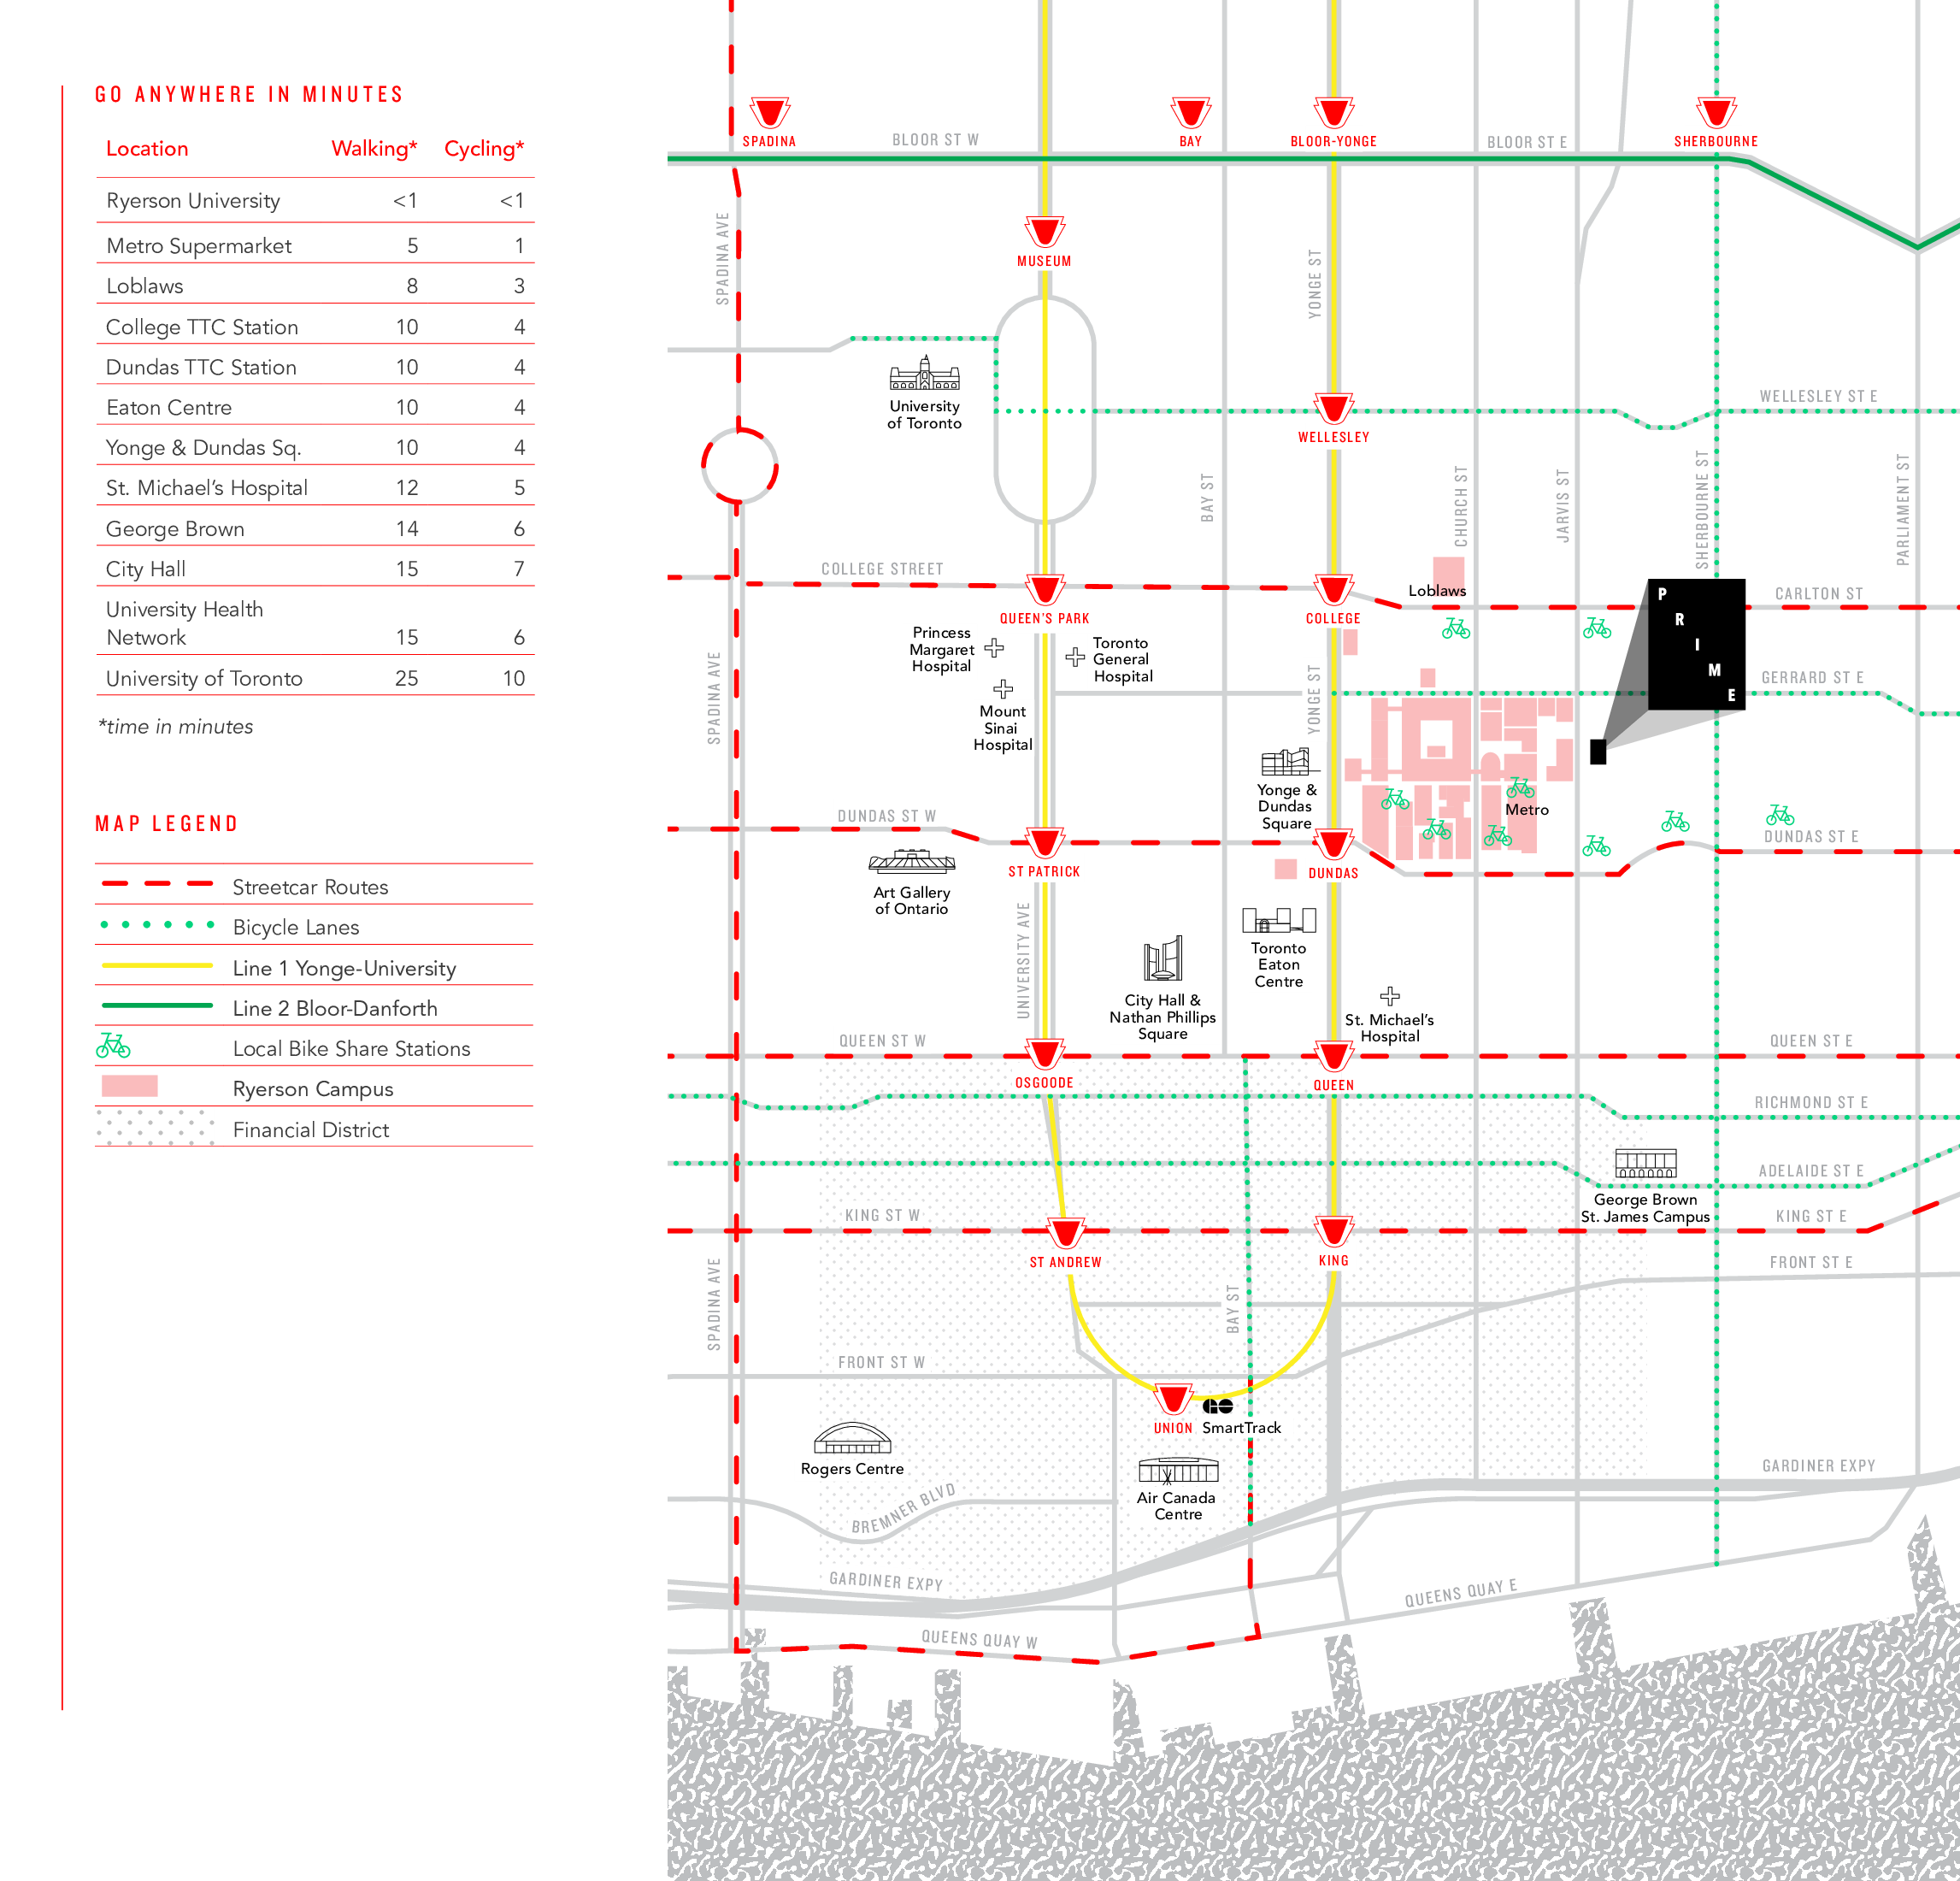 GO ANYWHERE IN MINUTES
Location Walking* Cycling*
Ryerson University <1 <1
Metro Supermarket 5 1
Loblaws 8 3
College TTC Station 10 4
Dundas TTC Station 10 4
Eaton Centre 10 4
Yonge & Dundas Sq. 10 4
St. Michael's Hospital 12 5
George Brown 14 6
City Hall 15 7
University Health
Network 15 6
University of Toronto 25 10
*time in minutes
MAP LEGEND
Streetcar Routes
Bicycle Lanes
Line 1 Yonge-University
Line 2 Bloor-Danforth
Local Bike Share Stations
Ryerson Campus
Financial District
SPADINA
BLOOR ST W
BAY
BLOOR-YONGE
BLOOR ST E
SHERBOURNE
SPADINA AVE
MUSEUM
YONGE ST
University
of Toronto
WELLESLEY
WELLESLEY ST E
BAY ST
CHURCH ST
JARVIS ST
SHERBOURNE ST
PARLIAMENT ST
COLLEGE STREET
QUEEN'S PARK
COLLEGE
Loblaws
CARLTON ST
P
R
I
M
E
Princess
Margaret
Hospital
Toronto
General
Hospital
Mount
Sinai
Hospital
SPADINA AVE
YONGE ST
GERRARD ST E
Yonge &
Dundas
Square
Metro
DUNDAS ST W
DUNDAS ST E
ST PATRICK
DUNDAS
Art Gallery
of Ontario
UNIVERSITY AVE
Toronto
Eaton
Centre
City Hall &
Nathan Phillips
Square
St. Michael's
Hospital
QUEEN ST W
QUEEN ST E
OSGOODE
QUEEN
RICHMOND ST E
ADELAIDE ST E
George Brown
St. James Campus
KING ST W
KING ST E
ST ANDREW
KING
FRONT ST E
SPADINA AVE
BAY ST
FRONT ST W
UNION
GO
SmartTrack
Rogers Centre
Air Canada
Centre
GARDINER EXPY
BREMNER BLVD
GARDINER EXPY
QUEENS QUAY E
QUEENS QUAY W